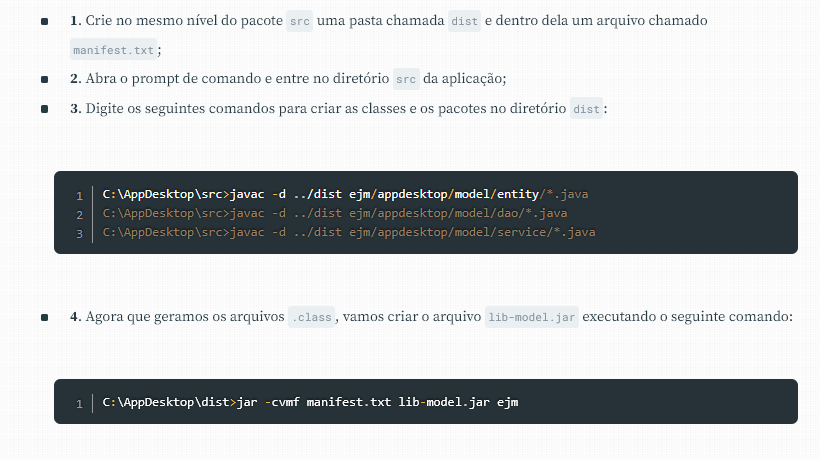 1. Crie no mesmo nível do pacote src uma pasta chamada dist e dentro dela um arquivo chamado
manifest.txt;
2. Abra o prompt de comando e entre no diretório src da aplicação;
3. Digite os seguintes comandos para criar as classes e os pacotes no diretório dist:
1 C:\AppDesktop\src>javac -d ../dist ejm/appdesktop/model/entity/*.java
2 C:\AppDesktop\src>javac -d ../dist ejm/appdesktop/model/dao/*.java
3 C:\AppDesktop\src>javac -d ../dist ejm/appdesktop/model/service/*.java
4. Agora que geramos os arquivos .class, vamos criar o arquivo lib-model.jar executando o seguinte comando:
1 C:\AppDesktop\dist>jar -cvmf manifest.txt lib-model.jar ejm